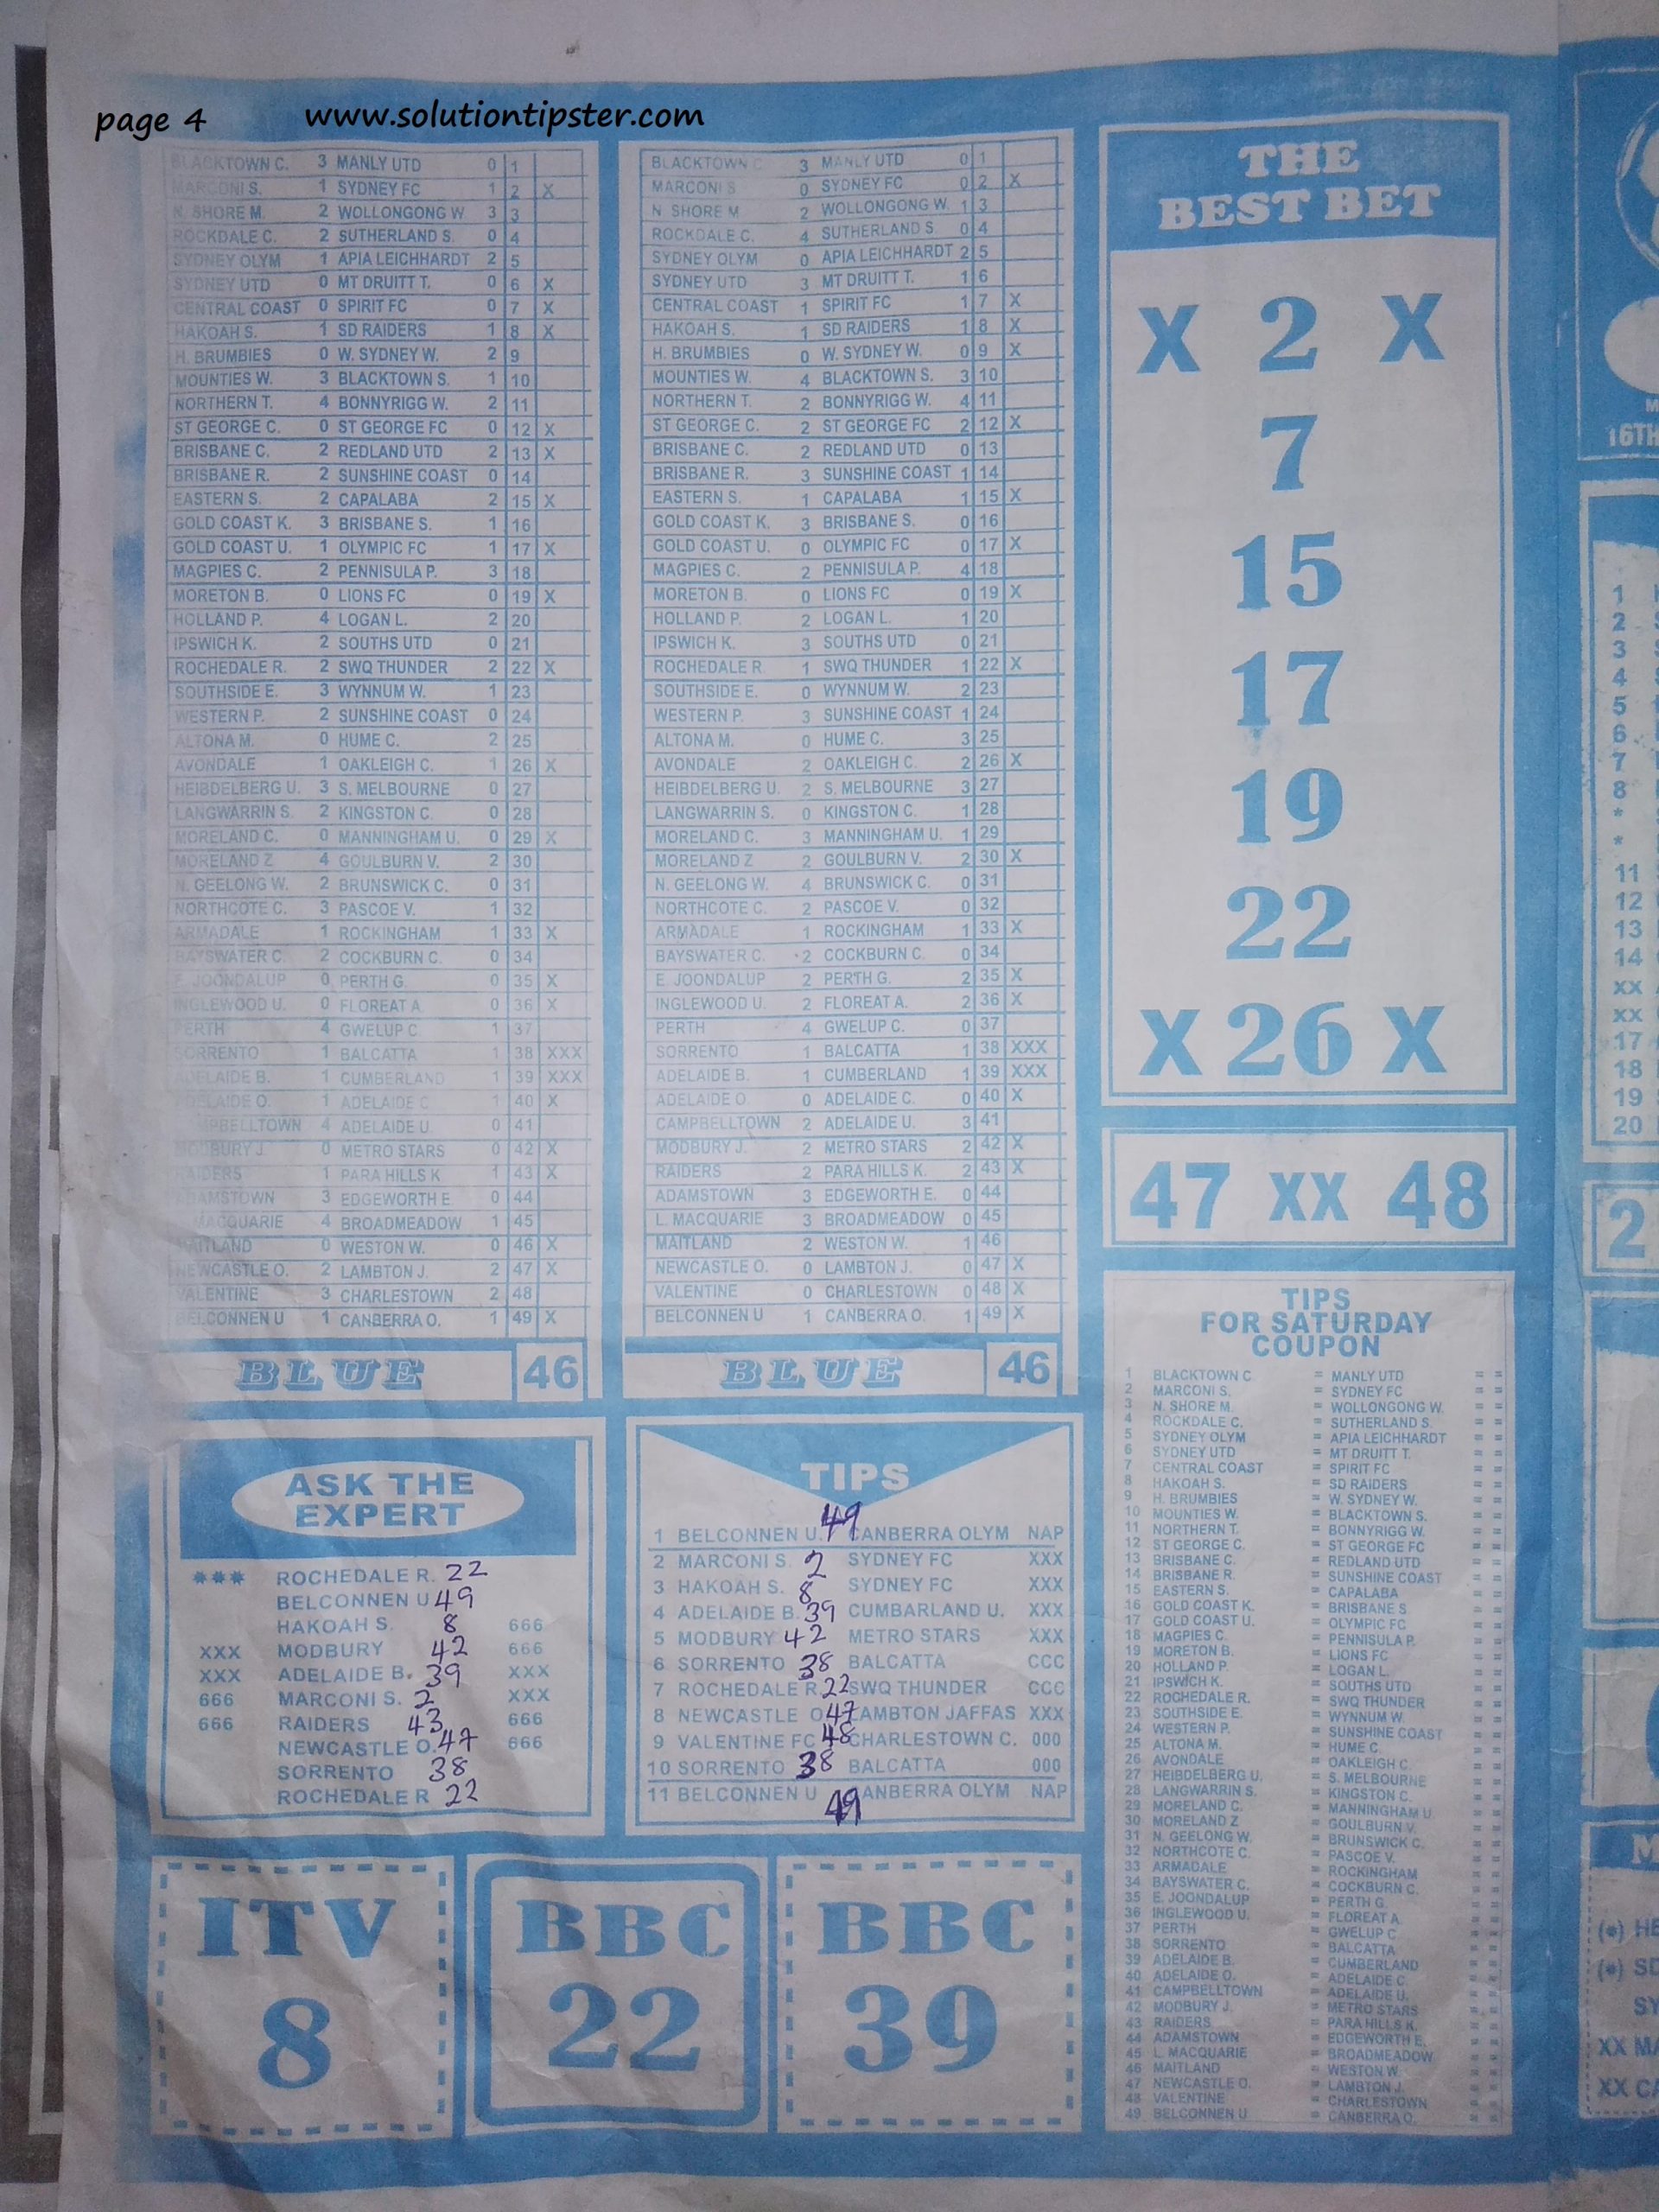 page 4 www.solutiontipster.com
BLACKTOWN C. 3 MANLY UTD 0 1
MARCONI S. 1 SYDNEY FC 1 2 X
N. SHORE M. 2 WOLLONGONG W 3 3
ROCKDALE C. 2 SUTHERLAND S. 0 4
SYDNEY OLYM 1 APIA LEICHHARDT 2 5
SYDNEY UTD 0 MT DRUITT T. 0 6 X
CENTRAL COAST 0 SPIRIT FC 0 7 X
HAKOAH S. 1 SD RAIDERS 1 8 X
H. BRUMBIES 0 W. SYDNEY W. 2 9
MOUNTIES W. 3 BLACKTOWN S. 1 10
NORTHERN T. 4 BONNYRIGG W. 2 11
ST GEORGE C. 0 ST GEORGE FC 0 12 X
BRISBANE C. 2 REDLAND UTD 2 13 X
BRISBANE R. 2 SUNSHINE COAST 0 14
EASTERN S. 2 CAPALABA 2 15 X
GOLD COAST K. 3 BRISBANE S. 1 16
GOLD COAST U. 1 OLYMPIC FC 1 17 X
MAGPIES C. 2 PENNISULA P. 3 18
MORETON B. 0 LIONS FC 0 19 X
HOLLAND P. 4 LOGAN L. 2 20
IPSWICH K. 2 SOUTHS UTD 0 21
ROCHEDALE R. 2 SWQ THUNDER 2 22 X
SOUTHSIDE E. 3 WYNNUM W. 1 23
WESTERN P. 2 SUNSHINE COAST 0 24
ALTONA M. 0 HUME C. 2 25
AVONDALE 1 OAKLEIGH C. 1 26 X
HEIBDELBERG U. 3 S. MELBOURNE 0 27
LANGWARRIN S. 2 KINGSTON C. 0 28
MORELAND C. 0 MANNINGHAM U. 0 29 X
MORELAND Z 4 GOULBURN V. 2 30
N. GEELONG W. 2 BRUNSWICK C. 0 31
NORTHCOTE C. 3 PASCOE V. 1 32
ARMADALE 1 ROCKINGHAM 1 33 X
BAYSWATER C. 2 COCKBURN C. 0 34
E. JOONDALUP 0 PERTH G. 0 35 X
INGLEWOOD U. 0 FLOREAT A. 0 36 X
PERTH 4 GWELUP C. 1 37
SORRENTO 1 BALCATTA 1 38 XXX
ADELAIDE B. 1 CUMBERLAND 1 39 XXX
ADELAIDE O. 1 ADELAIDE C 1 40 X
CAMPBELLTOWN 4 ADELAIDE U. 0 41
MODBURY J. 0 METRO STARS 0 42 X
RAIDERS 1 PARA HILLS K 1 43 X
ADAMSTOWN 3 EDGEWORTH E. 0 44
MACQUARIE 4 BROADMEADOW 1 45
MAITLAND 0 WESTON W. 0 46 X
NEWCASTLE O. 2 LAMBTON J. 2 47 X
VALENTINE 3 CHARLESTOWN 2 48
BELCONNEN U 1 CANBERRA O. 1 49 X
BLUE 46
BLACKTOWN C 3 MANLY UTD 0 1
MARCONI S 0 SYDNEY FC 0 2 X
N SHORE M 2 WOLLONGONG W. 1 3
ROCKDALE C. 4 SUTHERLAND S. 0 4
SYDNEY OLYM 0 APIA LEICHHARDT 2 5
SYDNEY UTD 3 MT DRUITT T. 1 6
CENTRAL COAST 1 SPIRIT FC 1 7 X
HAKOAH S. 1 SD RAIDERS 1 8 X
H. BRUMBIES 0 W. SYDNEY W. 0 9 X
MOUNTIES W. 4 BLACKTOWN S. 3 10
NORTHERN T. 2 BONNYRIGG W. 4 11
ST GEORGE C. 2 ST GEORGE FC 2 12 X
BRISBANE C. 2 REDLAND UTD 0 13
BRISBANE R. 3 SUNSHINE COAST 1 14
EASTERN S. 1 CAPALABA 1 15 X
GOLD COAST K. 3 BRISBANE S. 0 16
GOLD COAST U. 0 OLYMPIC FC 0 17 X
MAGPIES C. 2 PENNISULA P. 4 18
MORETON B. 0 LIONS FC 0 19 X
HOLLAND P. 2 LOGAN L. 1 20
IPSWICH K. 3 SOUTHS UTD 0 21
ROCHEDALE R. 1 SWQ THUNDER 1 22 X
SOUTHSIDE E. 0 WYNNUM W. 2 23
WESTERN P. 3 SUNSHINE COAST 1 24
ALTONA M. 0 HUME C. 3 25
AVONDALE 2 OAKLEIGH C. 2 26 X
HEIBDELBERG U. 2 S. MELBOURNE 3 27
LANGWARRIN S. 0 KINGSTON C. 1 28
MORELAND C. 3 MANNINGHAM U. 1 29
MORELAND Z 2 GOULBURN V. 2 30 X
N. GEELONG W. 4 BRUNSWICK C. 0 31
NORTHCOTE C. 2 PASCOE V. 0 32
ARMADALE 1 ROCKINGHAM 1 33 X
BAYSWATER C. 2 COCKBURN C. 0 34
E. JOONDALUP 2 PERTH G. 2 35 X
INGLEWOOD U. 2 FLOREAT A. 2 36 X
PERTH 4 GWELUP C. 0 37
SORRENTO 1 BALCATTA 1 38 XXX
ADELAIDE B. 1 CUMBERLAND 1 39 XXX
ADELAIDE O 0 ADELAIDE C. 0 40 X
CAMPBELLTOWN 2 ADELAIDE U. 3 41
MODBURY J. 2 METRO STARS 2 42 X
RAIDERS 2 PARA HILLS K. 2 43 X
ADAMSTOWN 3 EDGEWORTH E. 0 44
L. MACQUARIE 3 BROADMEADOW 0 45
MAITLAND 2 WESTON W. 1 46
NEWCASTLE O. 0 LAMBTON J. 0 47 X
VALENTINE 0 CHARLESTOWN 0 48 X
BELCONNEN U 1 CANBERRA O. 1 49 X
BLUE 46
THE
BEST BET
X 2 X
7
15
17
19
22
X 26 X
47 XX 48
TIPS
FOR SATURDAY
COUPON
1 BLACKTOWN C. = MANLY UTD = =
2 MARCONI S. = SYDNEY FC = =
3 N. SHORE M. = WOLLONGONG W. = =
4 ROCKDALE C. = SUTHERLAND S. = =
5 SYDNEY OLYM = APIA LEICHHARDT = =
6 SYDNEY UTD = MT DRUITT T. = =
7 CENTRAL COAST = SPIRIT FC = =
8 HAKOAH S. = SD RAIDERS = =
9 H. BRUMBIES = W. SYDNEY W. = =
10 MOUNTIES W. = BLACKTOWN S. = =
11 NORTHERN T. = BONNYRIGG W. = =
12 ST GEORGE C. = ST GEORGE FC = =
13 BRISBANE C. = REDLAND UTD = =
14 BRISBANE R. = SUNSHINE COAST = =
15 EASTERN S. = CAPALABA = =
16 GOLD COAST K. = BRISBANE S = =
17 GOLD COAST U. = OLYMPIC FC = =
18 MAGPIES C. = PENNISULA P. = =
19 MORETON B. = LIONS FC = =
20 HOLLAND P. = LOGAN L. = =
21 IPSWICH K. = SOUTHS UTD = =
22 ROCHEDALE R. = SWQ THUNDER = =
23 SOUTHSIDE E. = WYNNUM W. = =
24 WESTERN P. = SUNSHINE COAST = =
25 ALTONA M. = HUME C. = =
26 AVONDALE = OAKLEIGH C. = =
27 HEIBDELBERG U. = S. MELBOURNE = =
28 LANGWARRIN S. = KINGSTON C. = =
29 MORELAND C. = MANNINGHAM U = =
30 MORELAND Z = GOULBURN V. = =
31 N. GEELONG W. = BRUNSWICK C. = =
32 NORTHCOTE C. = PASCOE V. = =
33 ARMADALE = ROCKINGHAM = =
34 BAYSWATER C. = COCKBURN C. = =
35 E. JOONDALUP = PERTH G. = =
36 INGLEWOOD U. = FLOREAT A. = =
37 PERTH = GWELUP C = =
38 SORRENTO = BALCATTA = =
39 ADELAIDE B. = CUMBERLAND = =
40 ADELAIDE O. = ADELAIDE C. = =
41 CAMPBELLTOWN = ADELAIDE U. = =
42 MODBURY J. = METRO STARS = =
43 RAIDERS = PARA HILLS K. = =
44 ADAMSTOWN = EDGEWORTH E. = =
45 L. MACQUARIE = BROADMEADOW = =
46 MAITLAND = WESTON W. = =
47 NEWCASTLE O. = LAMBTON J. = =
48 VALENTINE = CHARLESTOWN = =
49 BELCONNEN U = CANBERRA O. = =
ASK THE
EXPERT
*** ROCHEDALE R. 22
BELCONNEN U 49
HAKOAH S. 8 666
XXX MODBURY 42 666
XXX ADELAIDE B. 39 XXX
666 MARCONI S. 2 XXX
666 RAIDERS 43 666
NEWCASTLE O. 47 666
SORRENTO 38
ROCHEDALE R 22
TIPS
1 BELCONNEN U. 49 CANBERRA OLYM NAP
2 MARCONI S. 2 SYDNEY FC XXX
3 HAKOAH S. 8 SYDNEY FC XXX
4 ADELAIDE B. 39 CUMBARLAND U. XXX
5 MODBURY 42 METRO STARS XXX
6 SORRENTO 38 BALCATTA CCC
7 ROCHEDALE R 22 SWQ THUNDER CCC
8 NEWCASTLE O 47 LAMBTON JAFFAS XXX
9 VALENTINE FC 48 CHARLESTOWN C. 000
10 SORRENTO 38 BALCATTA 000
11 BELCONNEN U 49 CANBERRA OLYM NAP
ITV
8
BBC
22
BBC
39
16TH
1
2
3
4
5
6
7
8
*
*
11
12
13
14
XX
XX
17
18
19
20
2
(•) HE
(•) SD
SY
XX MA
XX CA